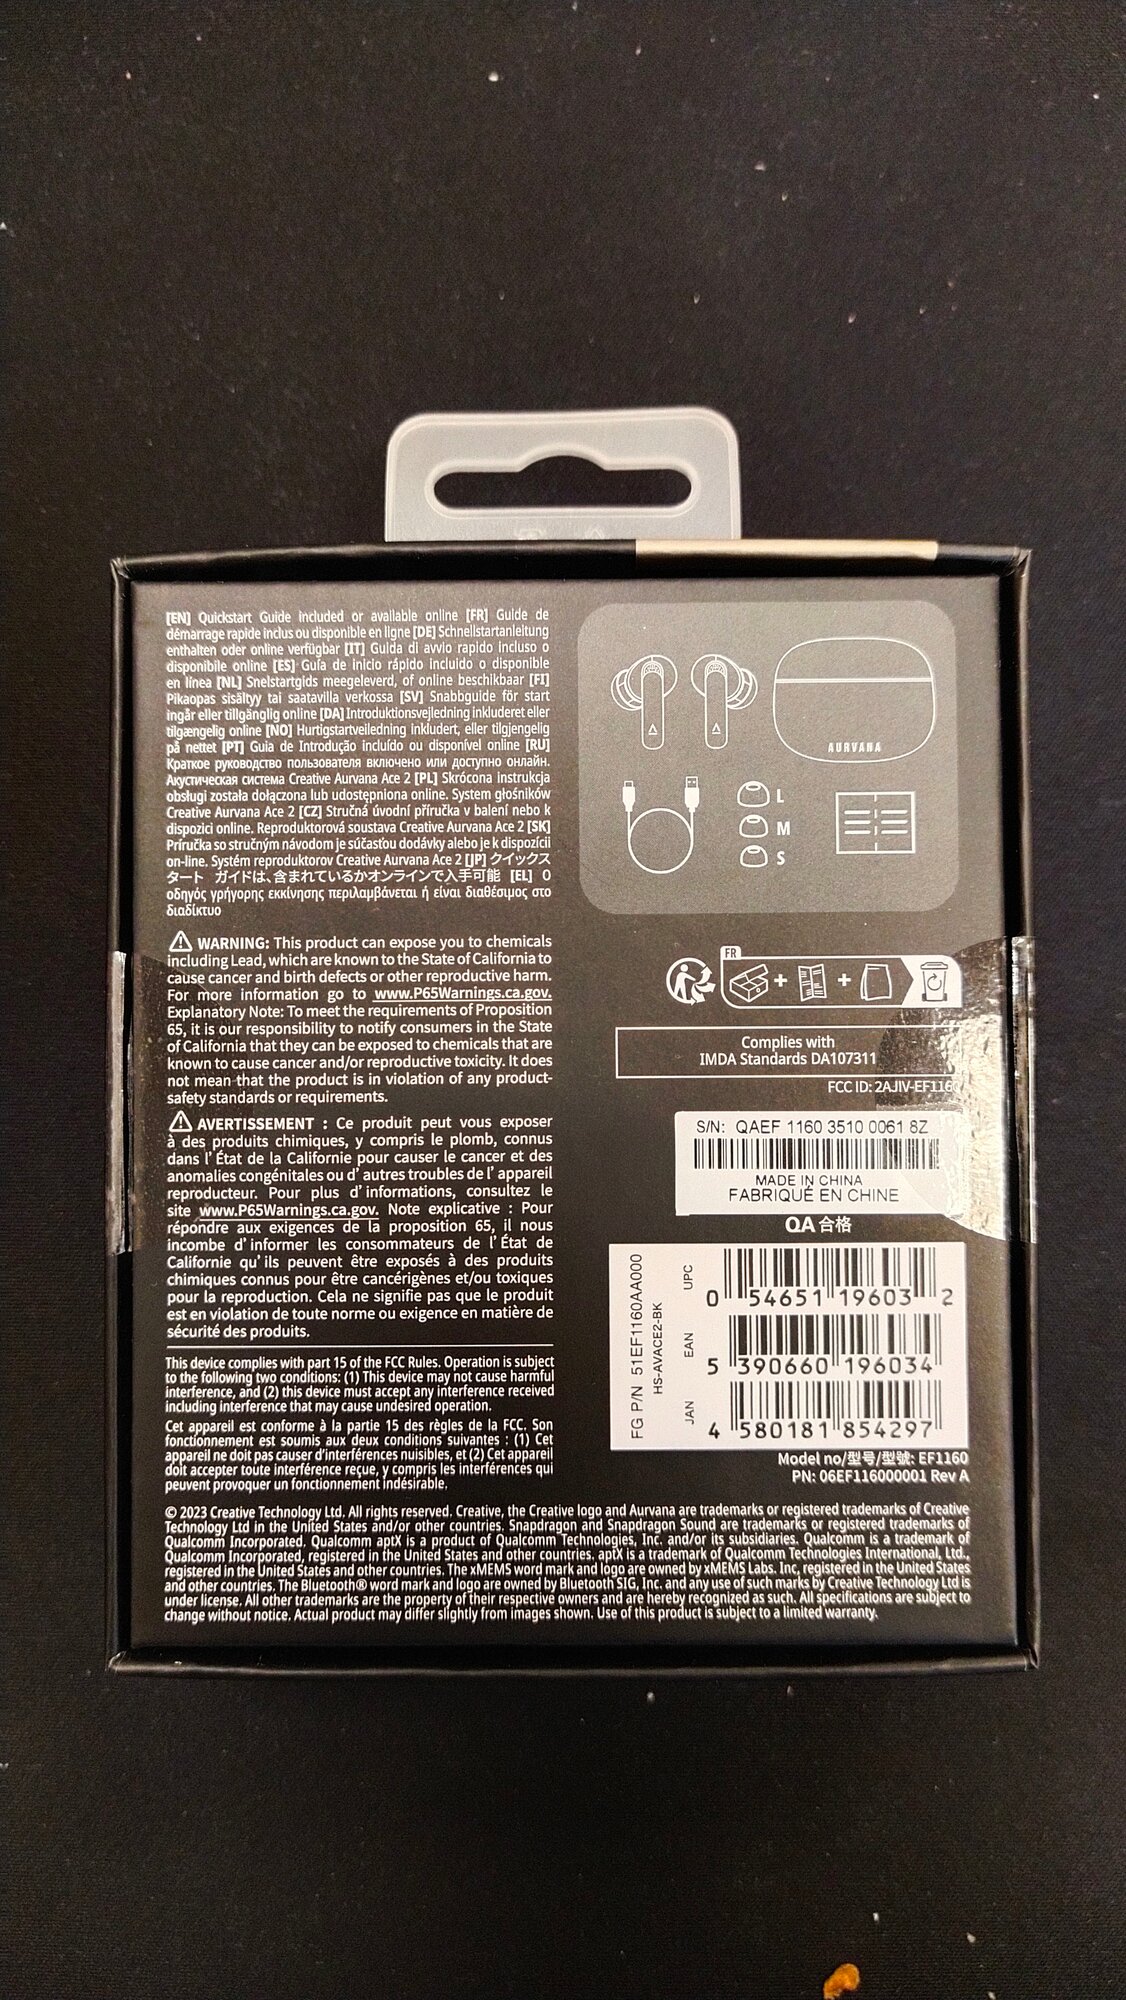 [EN] Quickstart Guide included or available online [FR] Guide de
démarrage rapide inclus ou disponible en ligne [DE] Schnellstartanleitung
enthalten oder online verfügbar [IT] Guida di avvio rapido incluso o
disponibile online [ES] Guía de inicio rápido incluido o disponible
en línea [NL] Snelstartgids meegeleverd, of online beschikbaar [FI]
Pikaopas sisältyy tai saatavilla verkossa [SV] Snabbguide för start
ingår eller tillgänglig online [DA] Introduktionsvejledning inkluderet eller
tilgængelig online [NO] Hurtigstartveiledning inkludert, eller tilgjengelig
på nettet [PT] Guia de Introdução incluído ou disponível online [RU]
Краткое руководство пользователя включено или доступно онлайн.
Акустическая система Creative Aurvana Ace 2 [PL] Skrócona instrukcja
obsługi została dołączona lub udostępniona online. System głośników
Creative Aurvana Ace 2 [CZ] Stručná úvodní příručka v balení nebo k
dispozici online. Reproduktorová soustava Creative Aurvana Ace 2 [SK]
Príručka so stručným návodom je súčasťou dodávky alebo je k dispozícii
on-line. Systém reproduktorov Creative Aurvana Ace 2 [JP] クイックス
タート ガイドは、含まれているかオンラインで入手可能 [EL] Ο
οδηγός γρήγορης εκκίνησης περιλαμβάνεται ή είναι διαθέσιμος στο
διαδίκτυο
WARNING: This product can expose you to chemicals
including Lead, which are known to the State of California to
cause cancer and birth defects or other reproductive harm.
For more information go to www.P65Warnings.ca.gov.
Explanatory Note: To meet the requirements of Proposition
65, it is our responsibility to notify consumers in the State
of California that they can be exposed to chemicals that are
known to cause cancer and/or reproductive toxicity. It does
not mean that the product is in violation of any product-
safety standards or requirements.
AVERTISSEMENT : Ce produit peut vous exposer
à des produits chimiques, y compris le plomb, connus
dans l'État de la Californie pour causer le cancer et des
anomalies congénitales ou d'autres troubles de l'appareil
reproducteur. Pour plus d'informations, consultez le
site www.P65Warnings.ca.gov. Note explicative : Pour
répondre aux exigences de la proposition 65, il nous
incombe d'informer les consommateurs de l'État de
Californie qu'ils peuvent être exposés à des produits
chimiques connus pour être cancérigènes et/ou toxiques
pour la reproduction. Cela ne signifie pas que le produit
est en violation de toute norme ou exigence en matière de
sécurité des produits.
This device complies with part 15 of the FCC Rules. Operation is subject
to the following two conditions: (1) This device may not cause harmful
interference, and (2) this device must accept any interference received
including interference that may cause undesired operation.
Cet appareil est conforme à la partie 15 des règles de la FCC. Son
fonctionnement est soumis aux deux conditions suivantes : (1) Cet
appareil ne doit pas causer d'interférences nuisibles, et (2) Cet appareil
doit accepter toute interférence reçue, y compris les interférences qui
peuvent provoquer un fonctionnement indésirable.
AURVANA
L
M
S
FR
Complies with
IMDA Standards DA107311
FCC ID: 2AJIV-EF1160
S/N: QAEF 1160 3510 0061 8Z
MADE IN CHINA
FABRIQUÉ EN CHINE
QA 合格
FG P/N 51EF1160AA000
HS-AVACE2-BK
UPC
0 54651 19603 2
EAN
5 390660 196034
JAN
4 580181 854297
Model no/型号/型號: EF1160
PN: 06EF116000001 Rev A
© 2023 Creative Technology Ltd. All rights reserved. Creative, the Creative logo and Aurvana are trademarks or registered trademarks of Creative
Technology Ltd in the United States and/or other countries. Snapdragon and Snapdragon Sound are trademarks or registered trademarks of
Qualcomm Incorporated. Qualcomm aptX is a product of Qualcomm Technologies, Inc. and/or its subsidiaries. Qualcomm is a trademark of
Qualcomm Incorporated, registered in the United States and other countries. aptX is a trademark of Qualcomm Technologies International, Ltd.,
registered in the United States and other countries. The xMEMS word mark and logo are owned by xMEMS Labs. Inc, registered in the United States
and other countries. The Bluetooth® word mark and logo are owned by Bluetooth SIG, Inc. and any use of such marks by Creative Technology Ltd is
under license. All other trademarks are the property of their respective owners and are hereby recognized as such. All specifications are subject to
change without notice. Actual product may differ slightly from images shown. Use of this product is subject to a limited warranty.